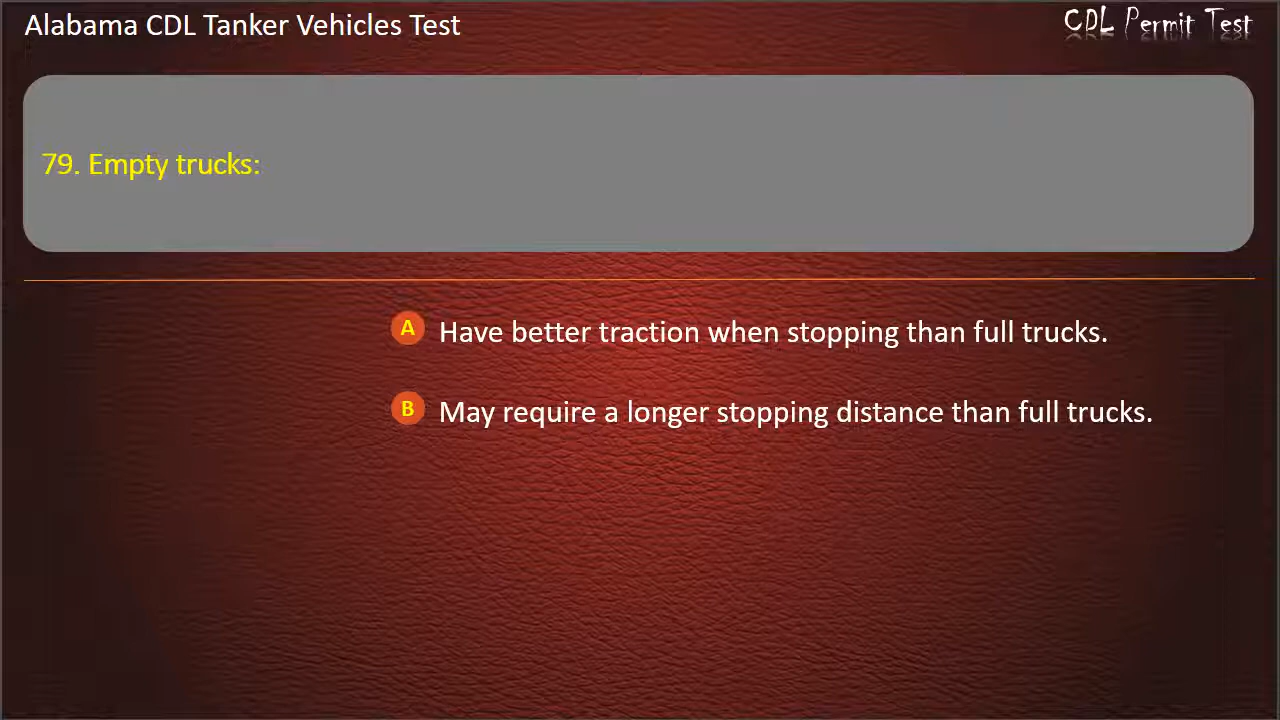 Alabama CDL Tanker Vehicles Test
CDL Permit Test
79. Empty trucks:
A Have better traction when stopping than full trucks.
B May require a longer stopping distance than full trucks.